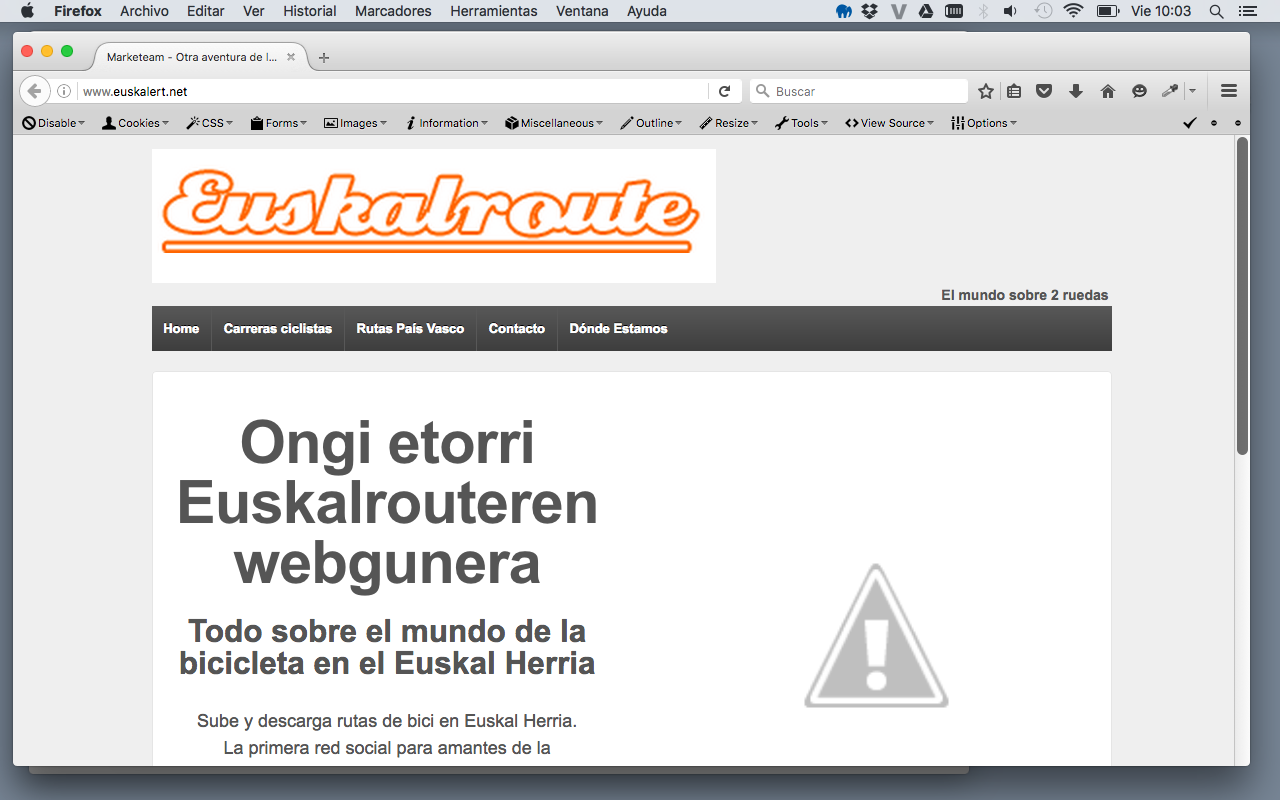 Firefox Archivo Editar Ver Historial Marcadores Herramientas Ventana Ayuda Vie 10:03
Marketeam - Otra aventura de l...
www.euskalert.net Buscar
Disable Cookies CSS Forms Images Information Miscellaneous Outline Resize Tools View Source Options
Euskalroute
El mundo sobre 2 ruedas
Home Carreras ciclistas Rutas País Vasco Contacto Dónde Estamos
Ongi etorri
Euskalrouteren
webgunera
Todo sobre el mundo de la
bicicleta en el Euskal Herria
Sube y descarga rutas de bici en Euskal Herria.
La primera red social para amantes de la